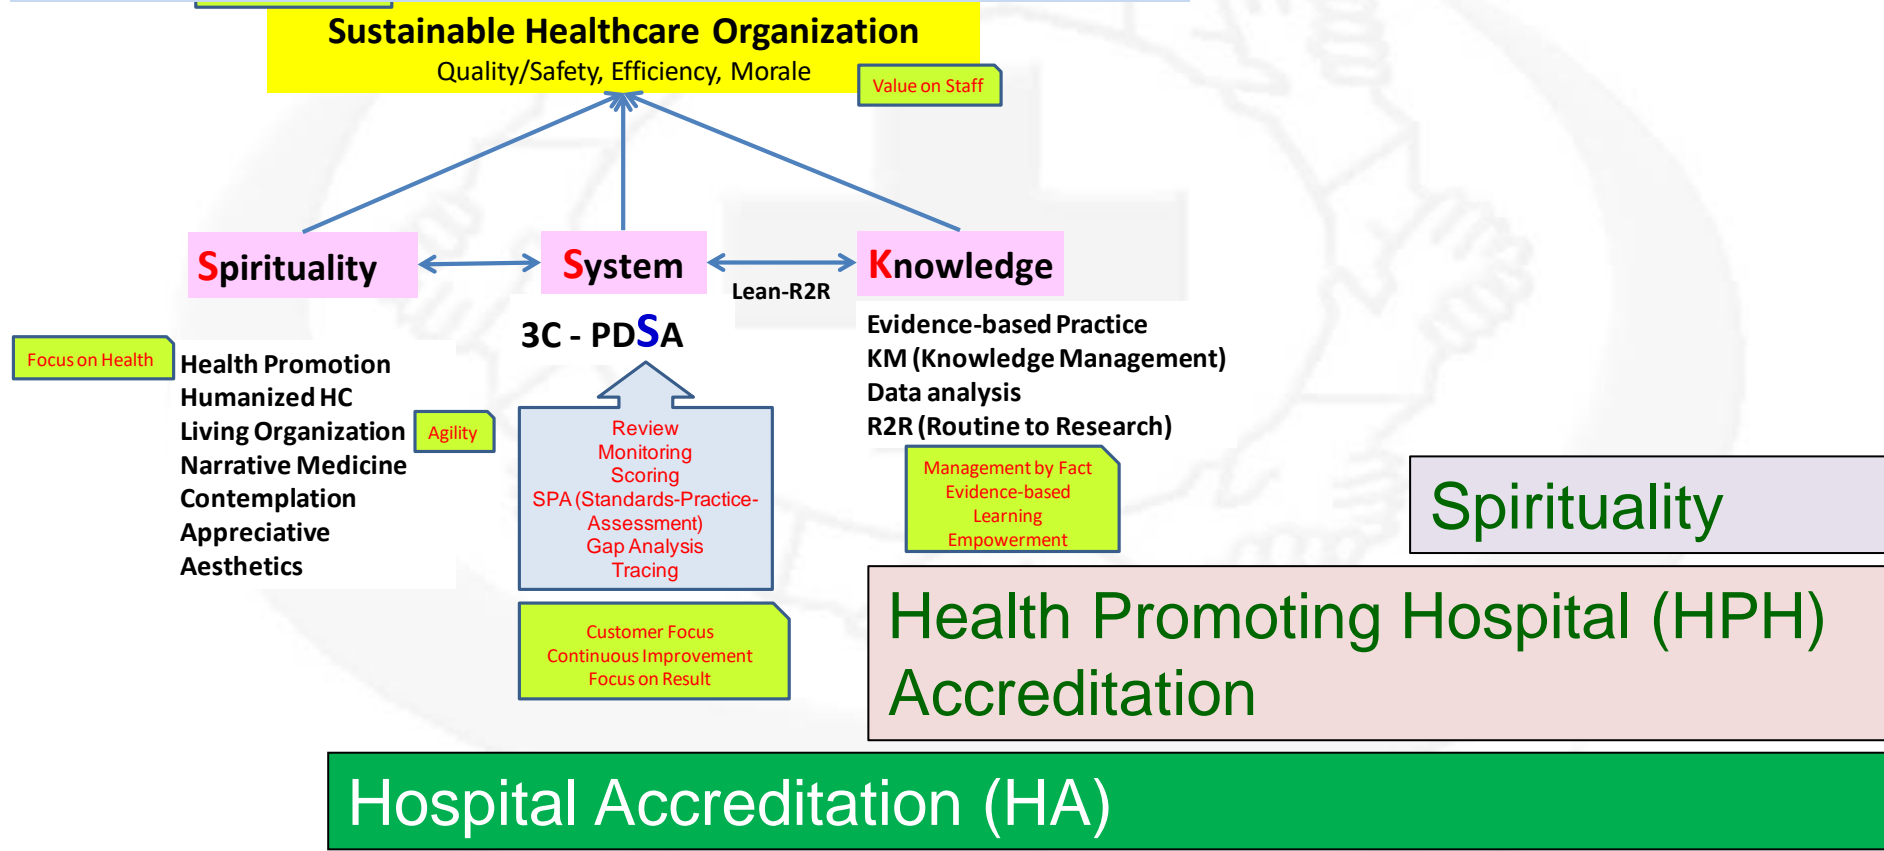 Sustainable Healthcare Organization
Quality/Safety, Efficiency, Morale
Value on Staff
Spirituality
System
Knowledge
Lean-R2R
3C - PDSA
Evidence-based Practice
KM (Knowledge Management)
Data analysis
R2R (Routine to Research)
Focus on Health
Health Promotion
Humanized HC
Living Organization
Narrative Medicine
Contemplation
Appreciative
Aesthetics
Agility
Review
Monitoring
Scoring
SPA (Standards-Practice-
Assessment)
Gap Analysis
Tracing
Management by Fact
Evidence-based
Learning
Empowerment
Customer Focus
Continuous Improvement
Focus on Result
Spirituality
Health Promoting Hospital (HPH)
Accreditation
Hospital Accreditation (HA)